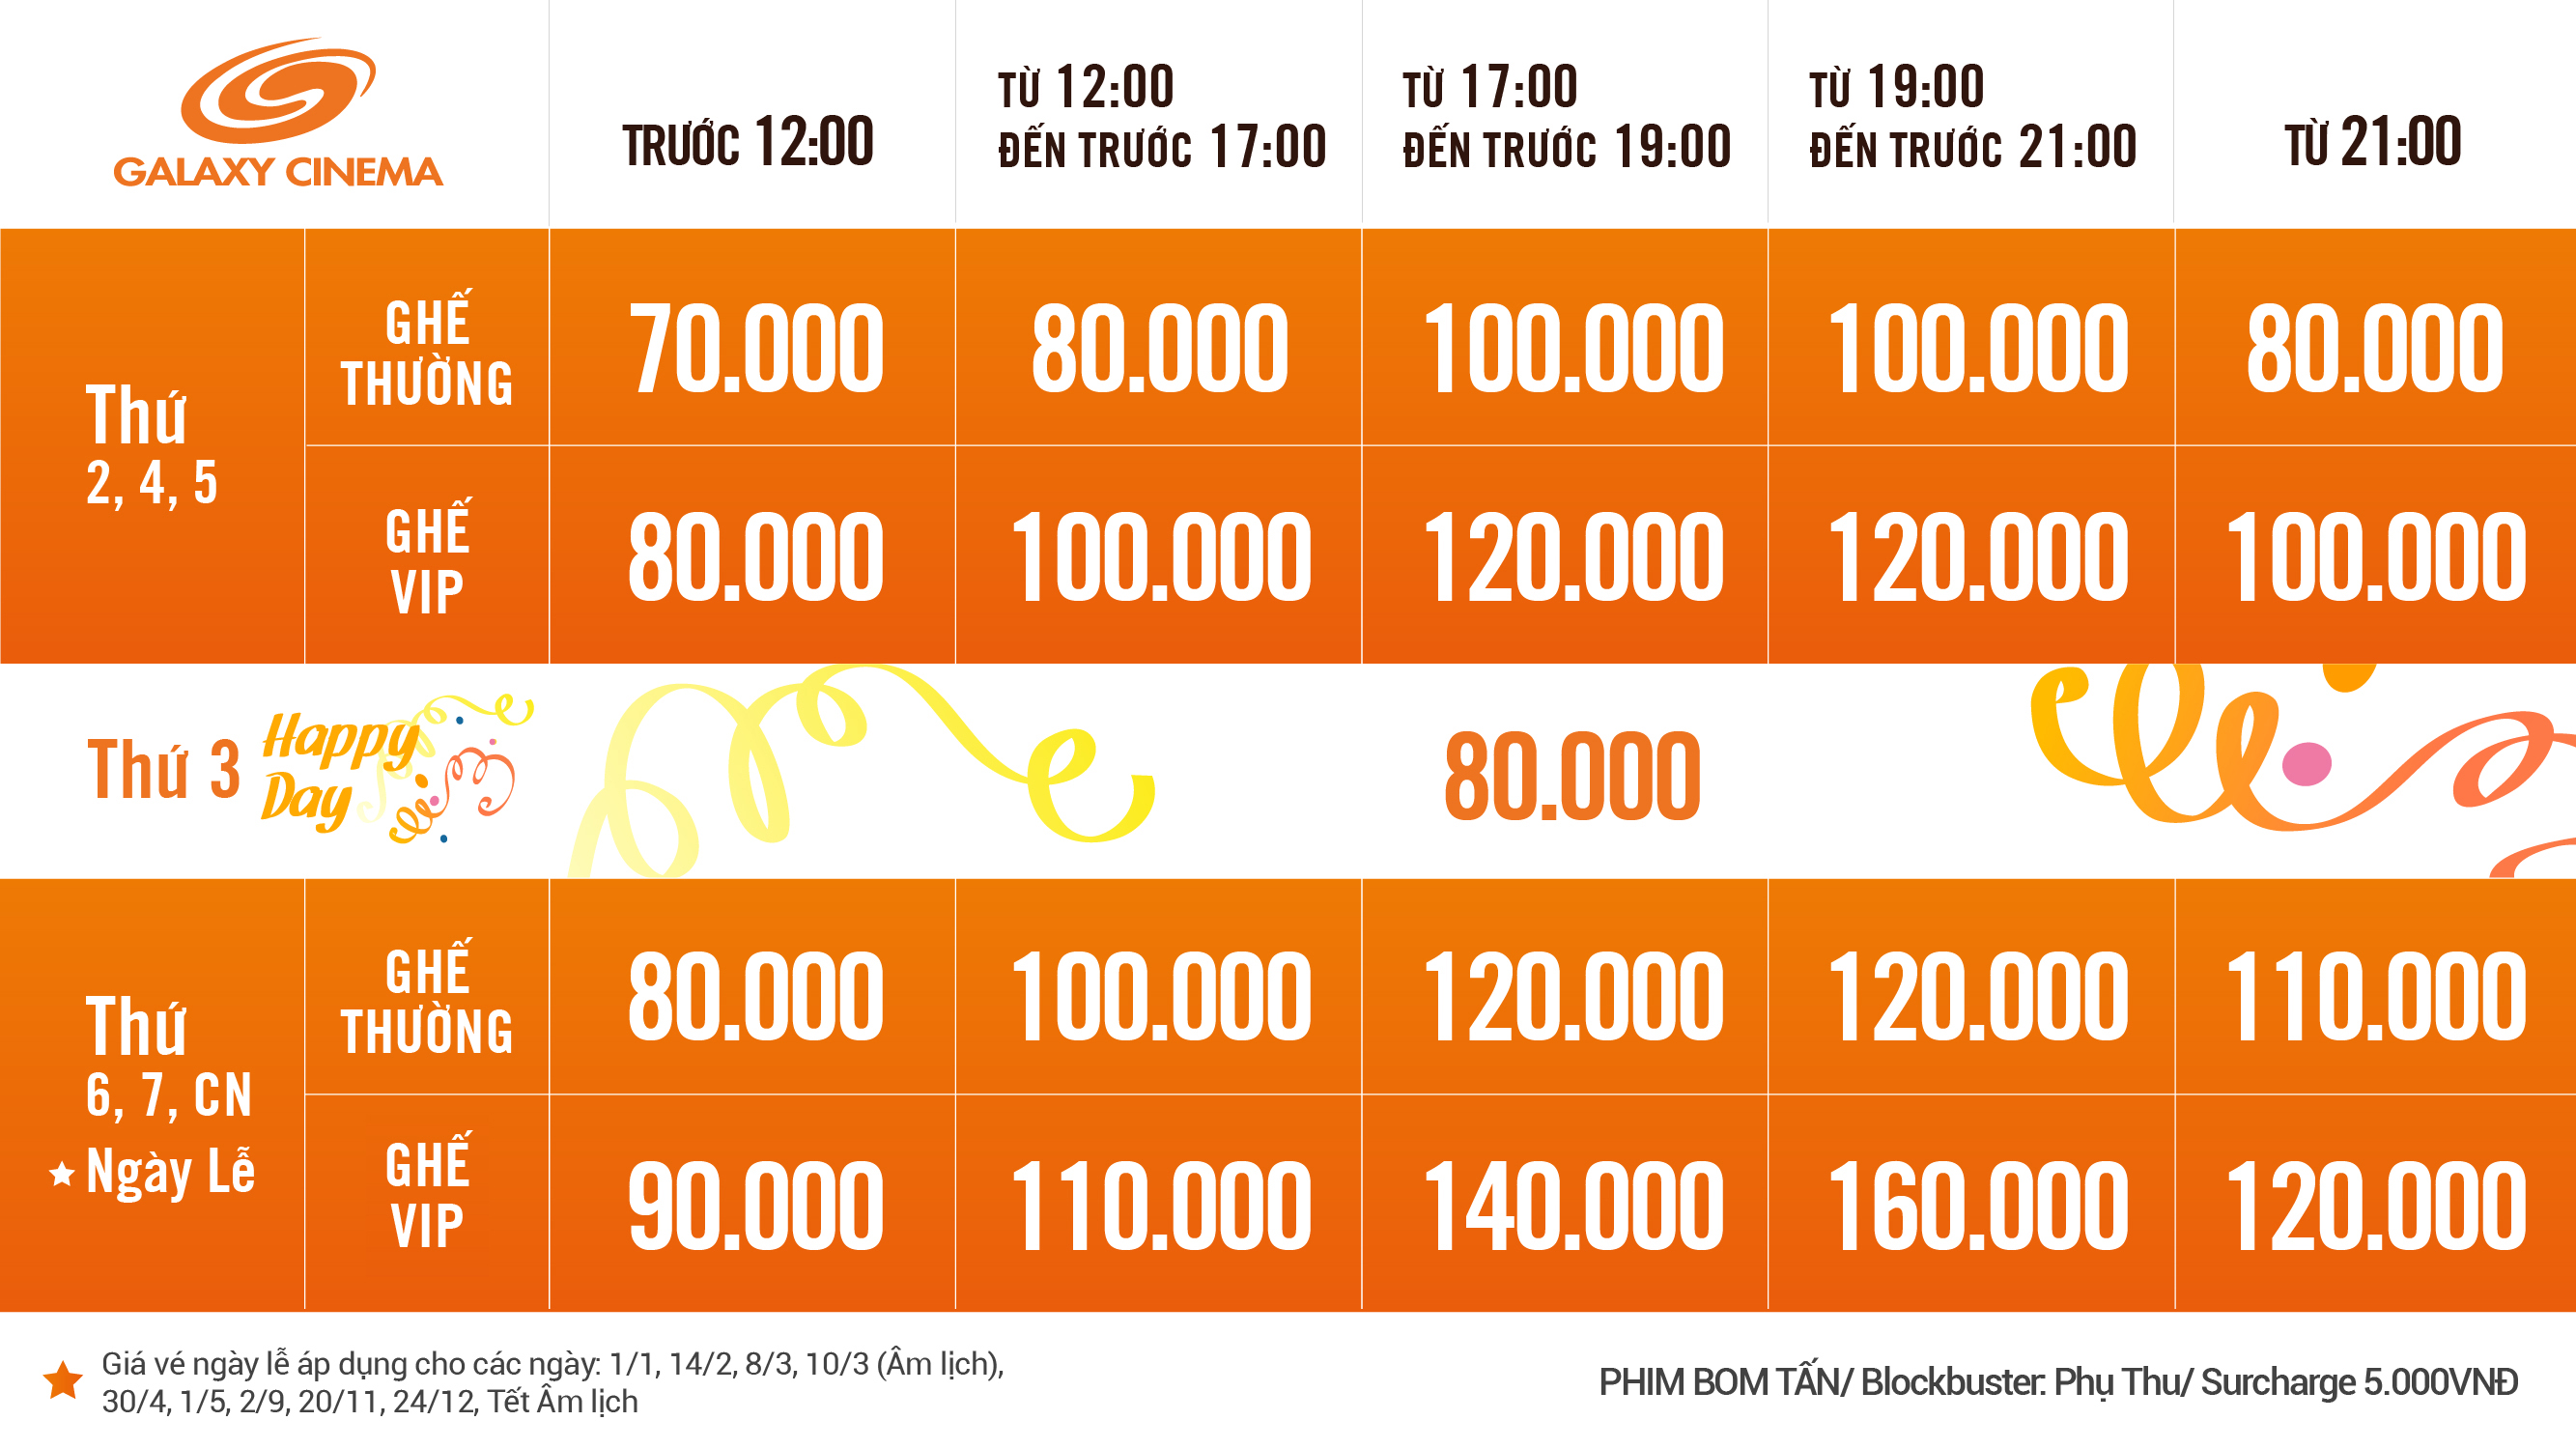 GALAXY CINEMA
TRƯỚC 12:00
TỪ 12:00
ĐẾN TRƯỚC 17:00
TỪ 17:00
ĐẾN TRƯỚC 19:00
TỪ 19:00
ĐẾN TRƯỚC 21:00
TỪ 21:00
Thứ
2, 4, 5
GHẾ
THƯỜNG
70.000 80.000 100.000 100.000 80.000
GHẾ
VIP
80.000 100.000 120.000 120.000 100.000
Thứ 3
Happy
Day
80.000
Thứ
6, 7, CN
★ Ngày Lễ
GHẾ
THƯỜNG
80.000 100.000 120.000 120.000 110.000
GHẾ
VIP
90.000 110.000 140.000 160.000 120.000
★ Giá vé ngày lễ áp dụng cho các ngày: 1/1, 14/2, 8/3, 10/3 (Âm lịch),
30/4, 1/5, 2/9, 20/11, 24/12, Tết Âm lịch
PHIM BOM TẤN/ Blockbuster: Phụ Thu/ Surcharge 5.000VNĐ